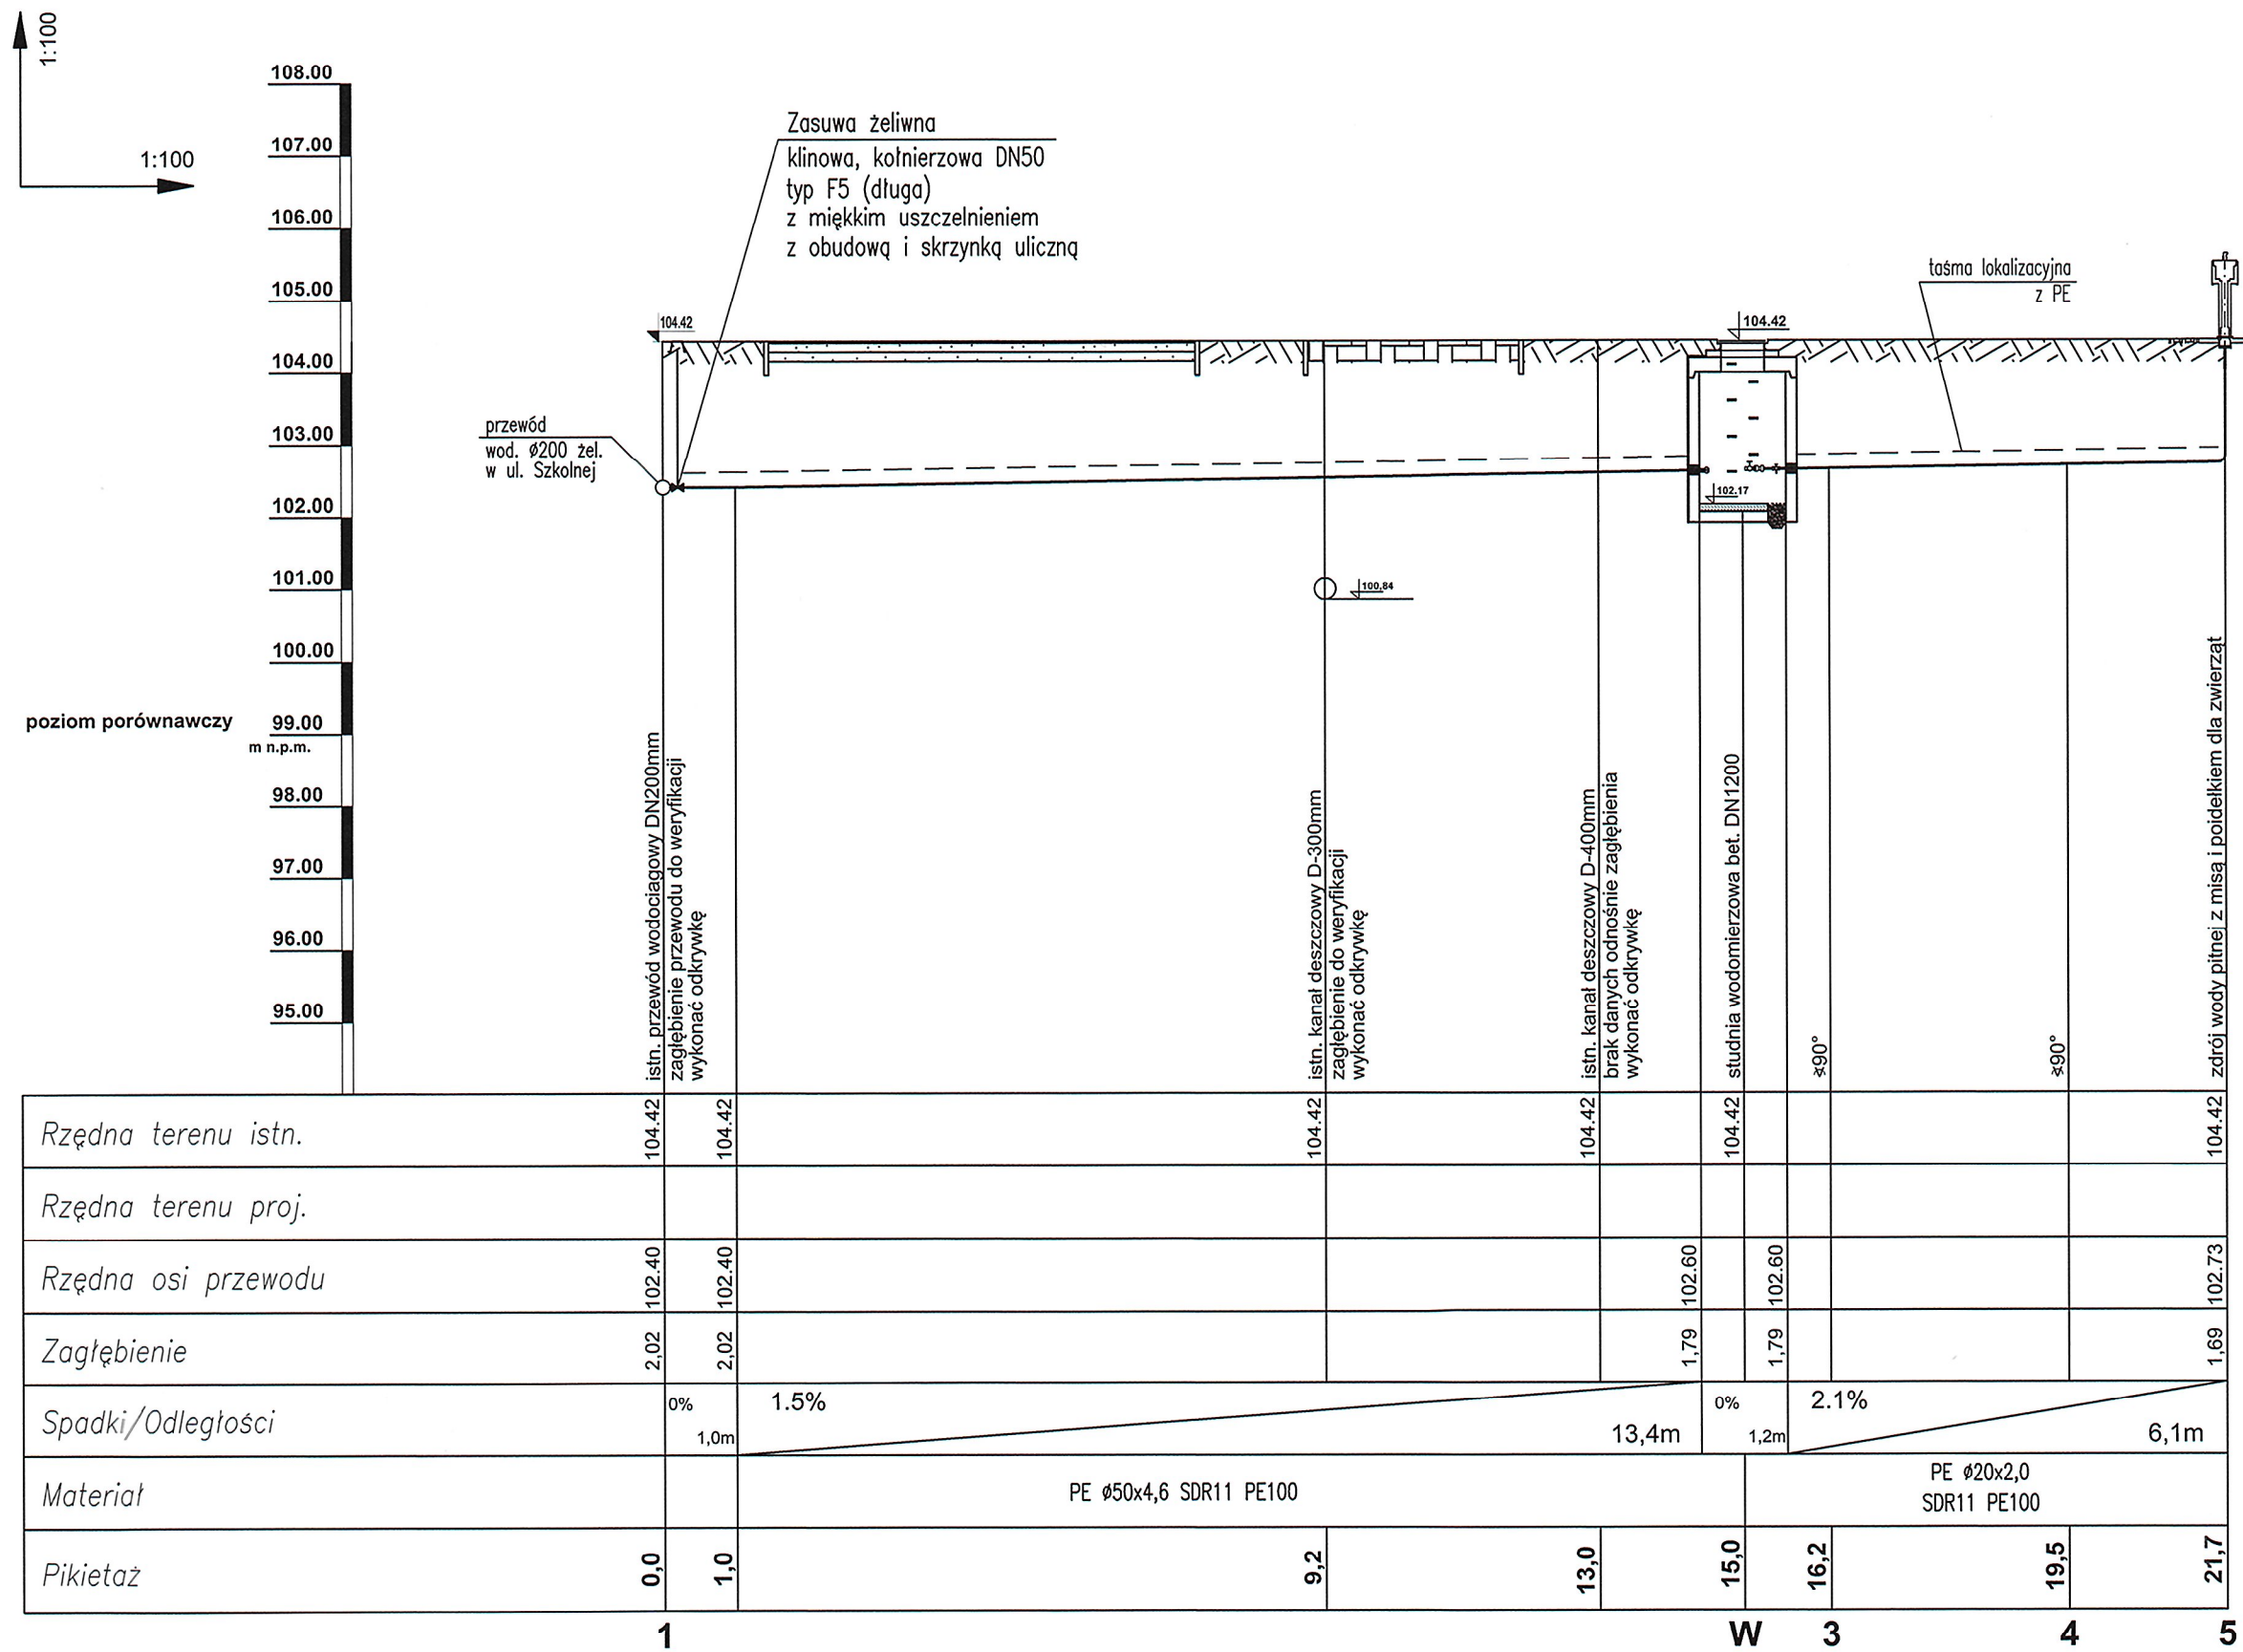 1:100
1:100
108.00
107.00
106.00
105.00
104.00
103.00
102.00
101.00
100.00
poziom porównawczy 99.00
m n.p.m.
98.00
97.00
96.00
95.00
Zasuwa żeliwna
klinowa, kołnierzowa DN50
typ F5 (długa)
z miękkim uszczelnieniem
z obudową i skrzynką uliczną
taśma lokalizacyjna
z PE
104.42
104.42
przewód
wod. ø200 żel.
w ul. Szkolnej
102.17
100.84
istn. przewód wodociągowy DN200mm
zagłębienie przewodu do weryfikacji
wykonać odkrywkę
istn. kanał deszczowy D-300mm
zagłębienie do weryfikacji
wykonać odkrywkę
istn. kanał deszczowy D-400mm
brak danych odnośnie zagłębienia
wykonać odkrywkę
studnia wodomierzowa bet. DN1200
∢90°
∢90°
zdrój wody pitnej z misą i poidełkiem dla zwierząt
Rzędna terenu istn. 104.42 104.42 104.42 104.42 104.42 104.42
Rzędna terenu proj.
Rzędna osi przewodu 102.40 102.40 102.60 102.60 102.73
Zagłębienie 2,02 2,02 1,79 1,79 1,69
Spadki/Odległości 0% 1,0m 1.5% 13,4m 0% 1,2m 2.1% 6,1m
Materiał PE ø50x4,6 SDR11 PE100
PE ø20x2,0
SDR11 PE100
Pikietaż 0,0 1,0 9,2 13,0 15,0 16,2 19,5 21,7
1 W 3 4 5